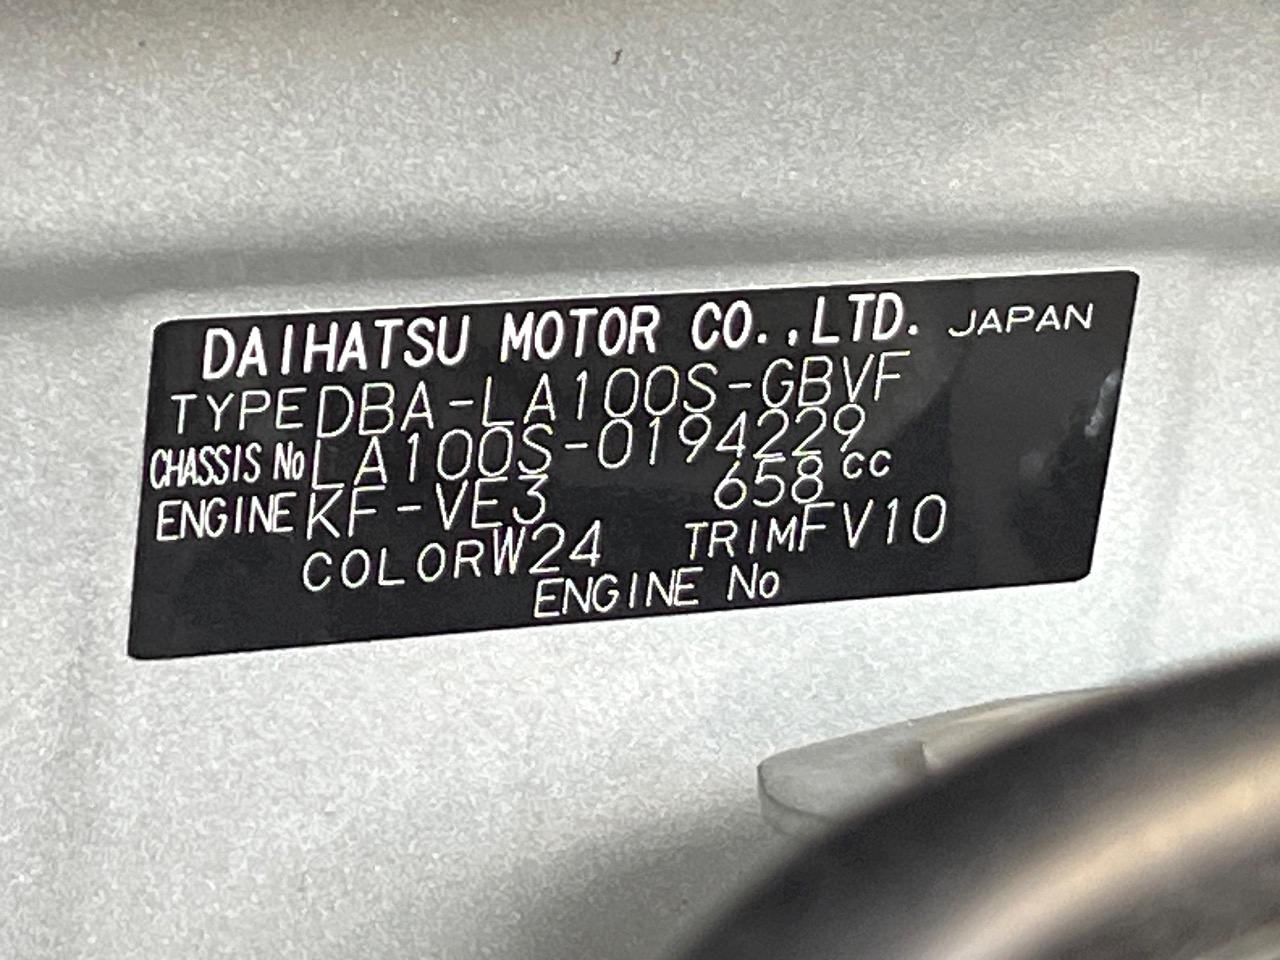 DAIHATSU MOTOR CO.,LTD. JAPAN
TYPE DBA-LA100S-GBVF
CHASSIS No LA100S-0194229
ENGINE KF-VE3 658 cc
COLOR W24 TRIM FV10
ENGINE No